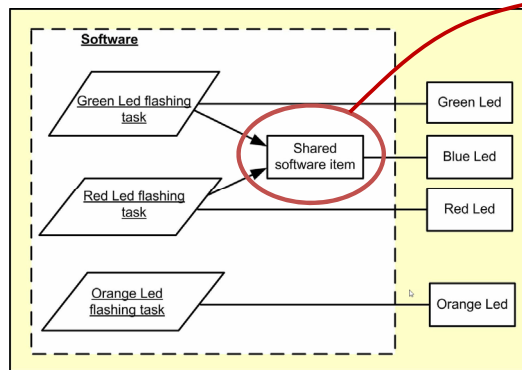 Software
Green Led flashing
task
Green Led
Shared
software item
Blue Led
Red Led flashing
task
Red Led
Orange Led
flashing task
Orange Led